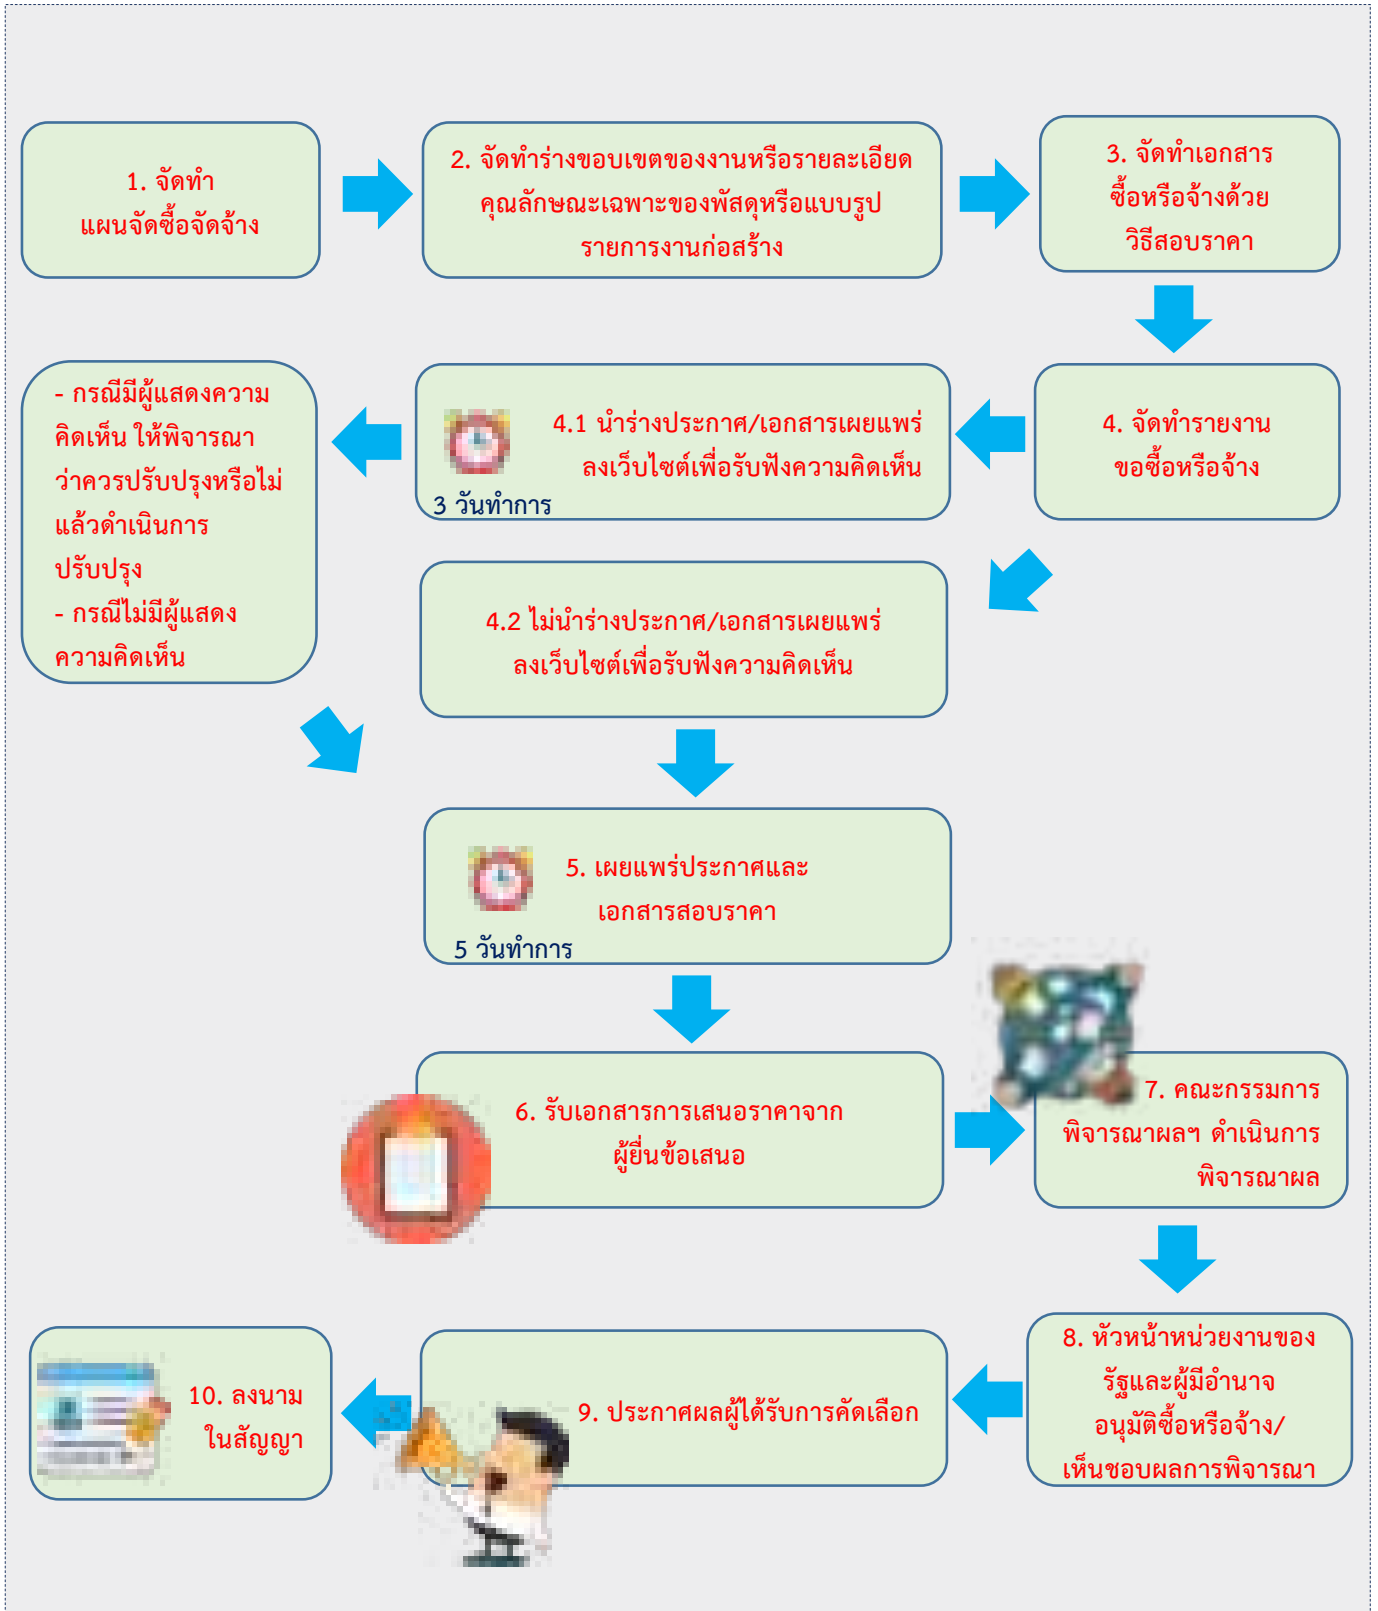 1. จัดทำ
แผนจัดซื้อจัดจ้าง
2. จัดทำร่างขอบเขตของงานหรือรายละเอียด
คุณลักษณะเฉพาะของพัสดุหรือแบบรูป
รายการงานก่อสร้าง
3. จัดทำเอกสาร
ซื้อหรือจ้างด้วย
วิธีสอบราคา
4. จัดทำรายงาน
ขอซื้อหรือจ้าง
4.1 นำร่างประกาศ/เอกสารเผยแพร่
ลงเว็บไซต์เพื่อรับฟังความคิดเห็น
3 วันทำการ
- กรณีมีผู้แสดงความ
คิดเห็น ให้พิจารณา
ว่าควรปรับปรุงหรือไม่
แล้วดำเนินการ
ปรับปรุง
- กรณีไม่มีผู้แสดง
ความคิดเห็น
4.2 ไม่นำร่างประกาศ/เอกสารเผยแพร่
ลงเว็บไซต์เพื่อรับฟังความคิดเห็น
5. เผยแพร่ประกาศและ
เอกสารสอบราคา
5 วันทำการ
6. รับเอกสารการเสนอราคาจาก
ผู้ยื่นข้อเสนอ
7. คณะกรรมการ
พิจารณาผลฯ ดำเนินการ
พิจารณาผล
8. หัวหน้าหน่วยงานของ
รัฐและผู้มีอำนาจ
อนุมัติซื้อหรือจ้าง/
เห็นชอบผลการพิจารณา
9. ประกาศผลผู้ได้รับการคัดเลือก
10. ลงนาม
ในสัญญา